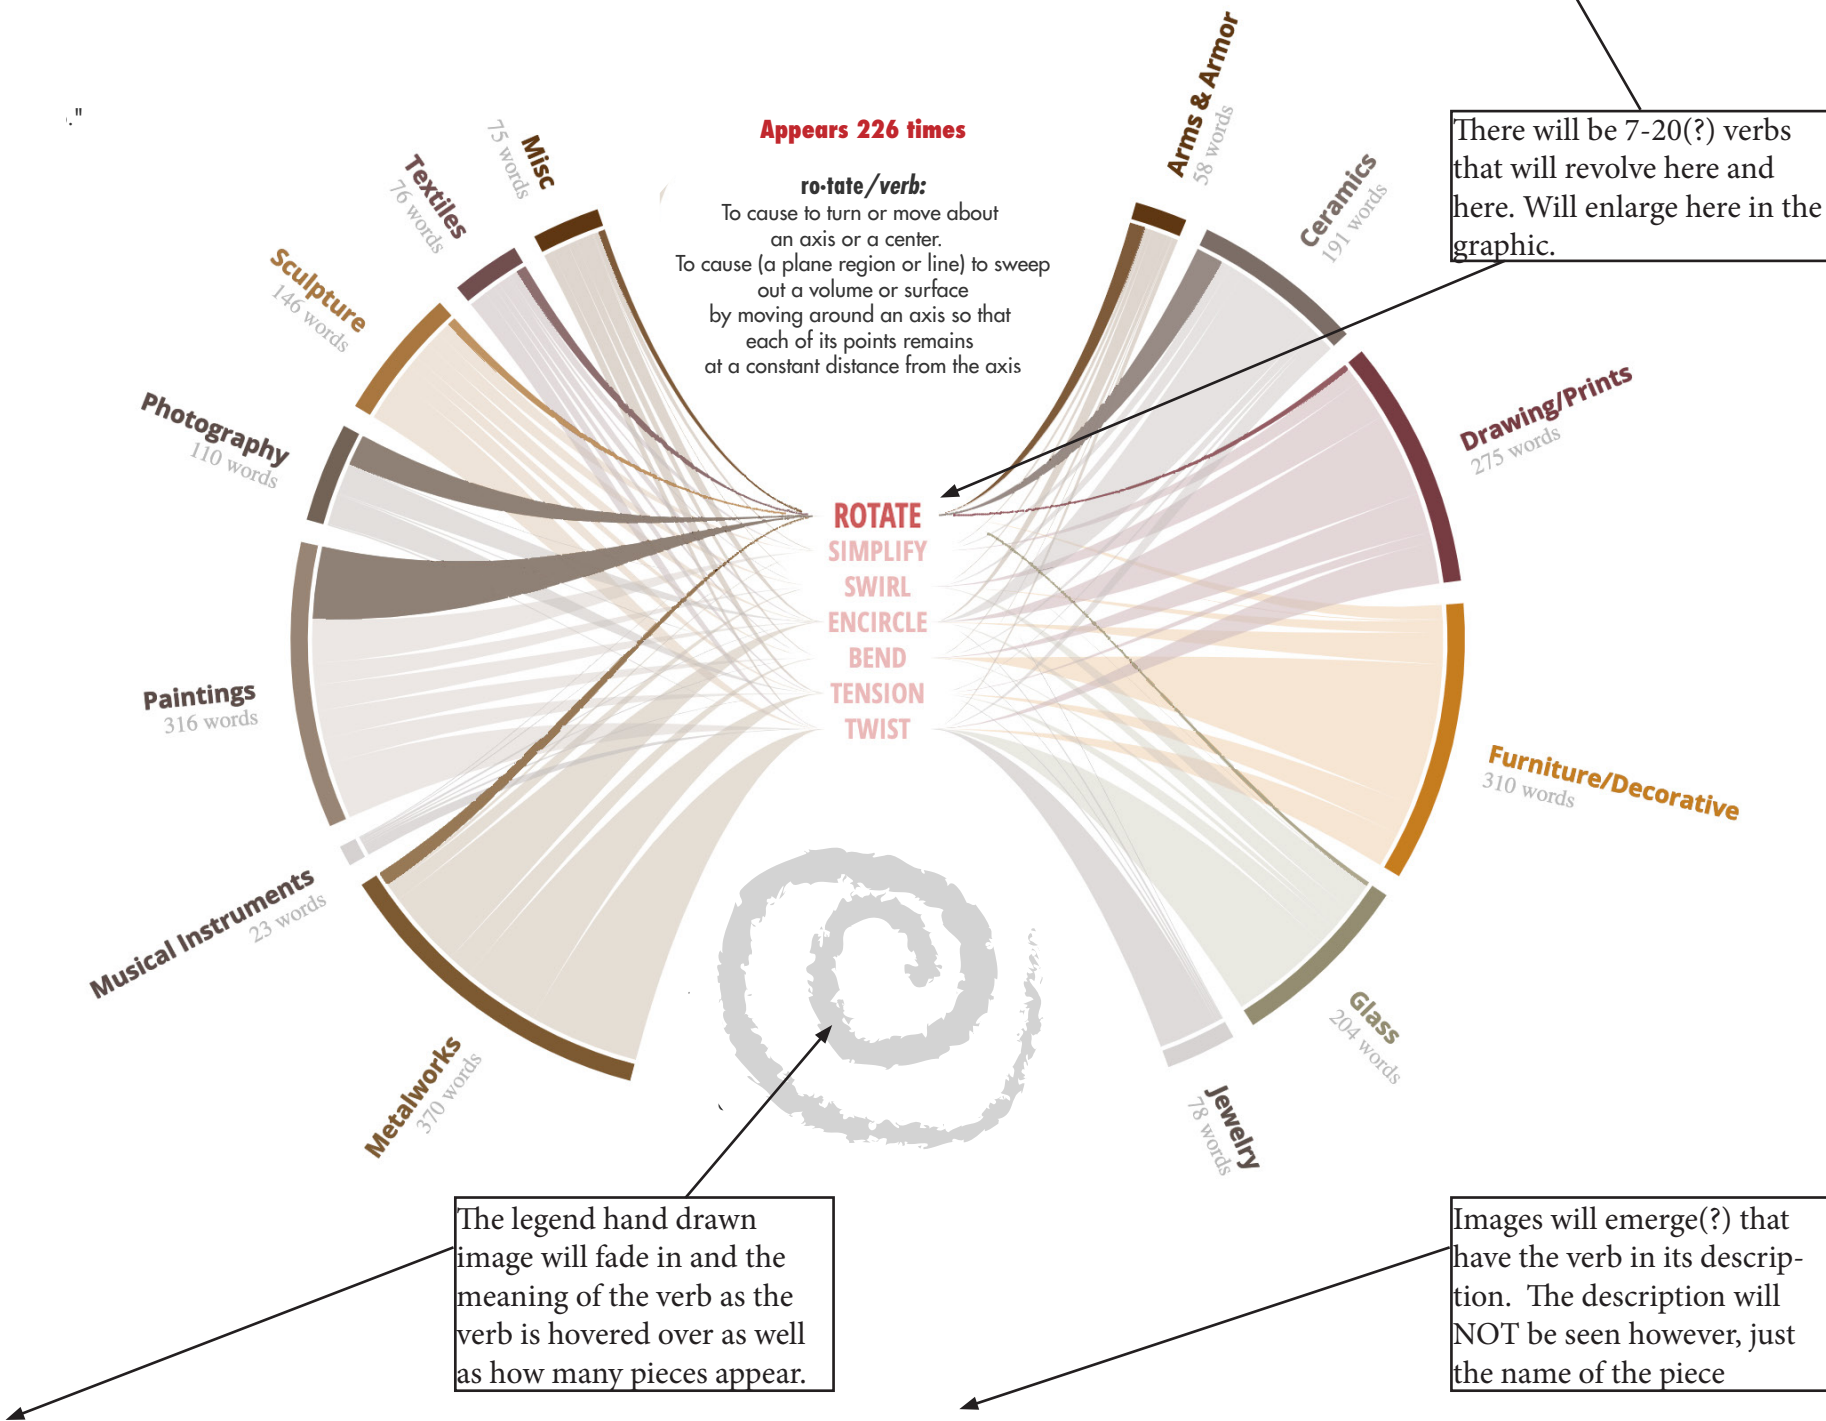 ."
Appears 226 times
ro·tate/verb:
To cause to turn or move about
an axis or a center.
To cause (a plane region or line) to sweep
out a volume or surface
by moving around an axis so that
each of its points remains
at a constant distance from the axis
Misc
75 words
Textiles
76 words
Sculpture
146 words
Photography
110 words
Paintings
316 words
Musical Instruments
23 words
Metalworks
370 words
Arms & Armor
58 words
Ceramics
191 words
Drawing/Prints
275 words
Furniture/Decorative
310 words
Glass
204 words
Jewelry
78 words
ROTATE
SIMPLIFY
SWIRL
ENCIRCLE
BEND
TENSION
TWIST
There will be 7-20(?) verbs
that will revolve here and
here. Will enlarge here in the
graphic.
The legend hand drawn
image will fade in and the
meaning of the verb as the
verb is hovered over as well
as how many pieces appear.
Images will emerge(?) that
have the verb in its descrip-
tion.  The description will
NOT be seen however, just
the name of the piece